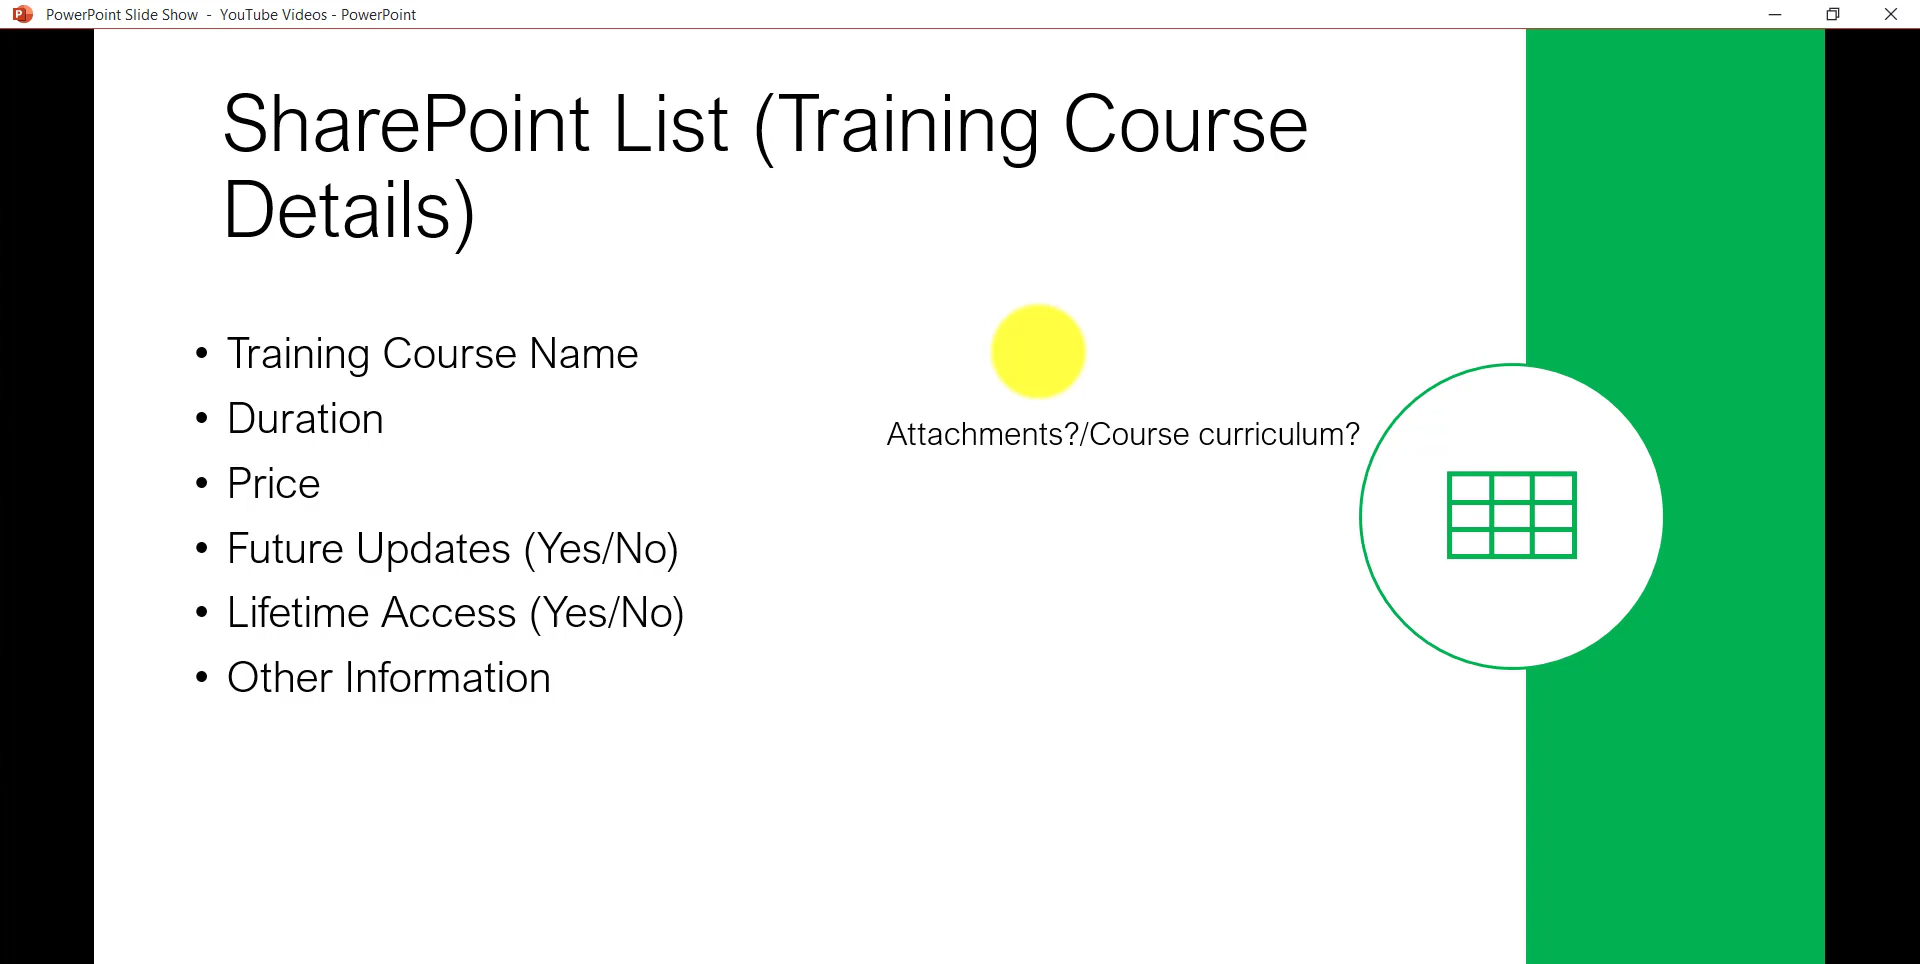 PowerPoint Slide Show - YouTube Videos - PowerPoint
SharePoint List (Training Course
Details)
• Training Course Name
• Duration
• Price
• Future Updates (Yes/No)
• Lifetime Access (Yes/No)
• Other Information
Attachments?/Course curriculum?